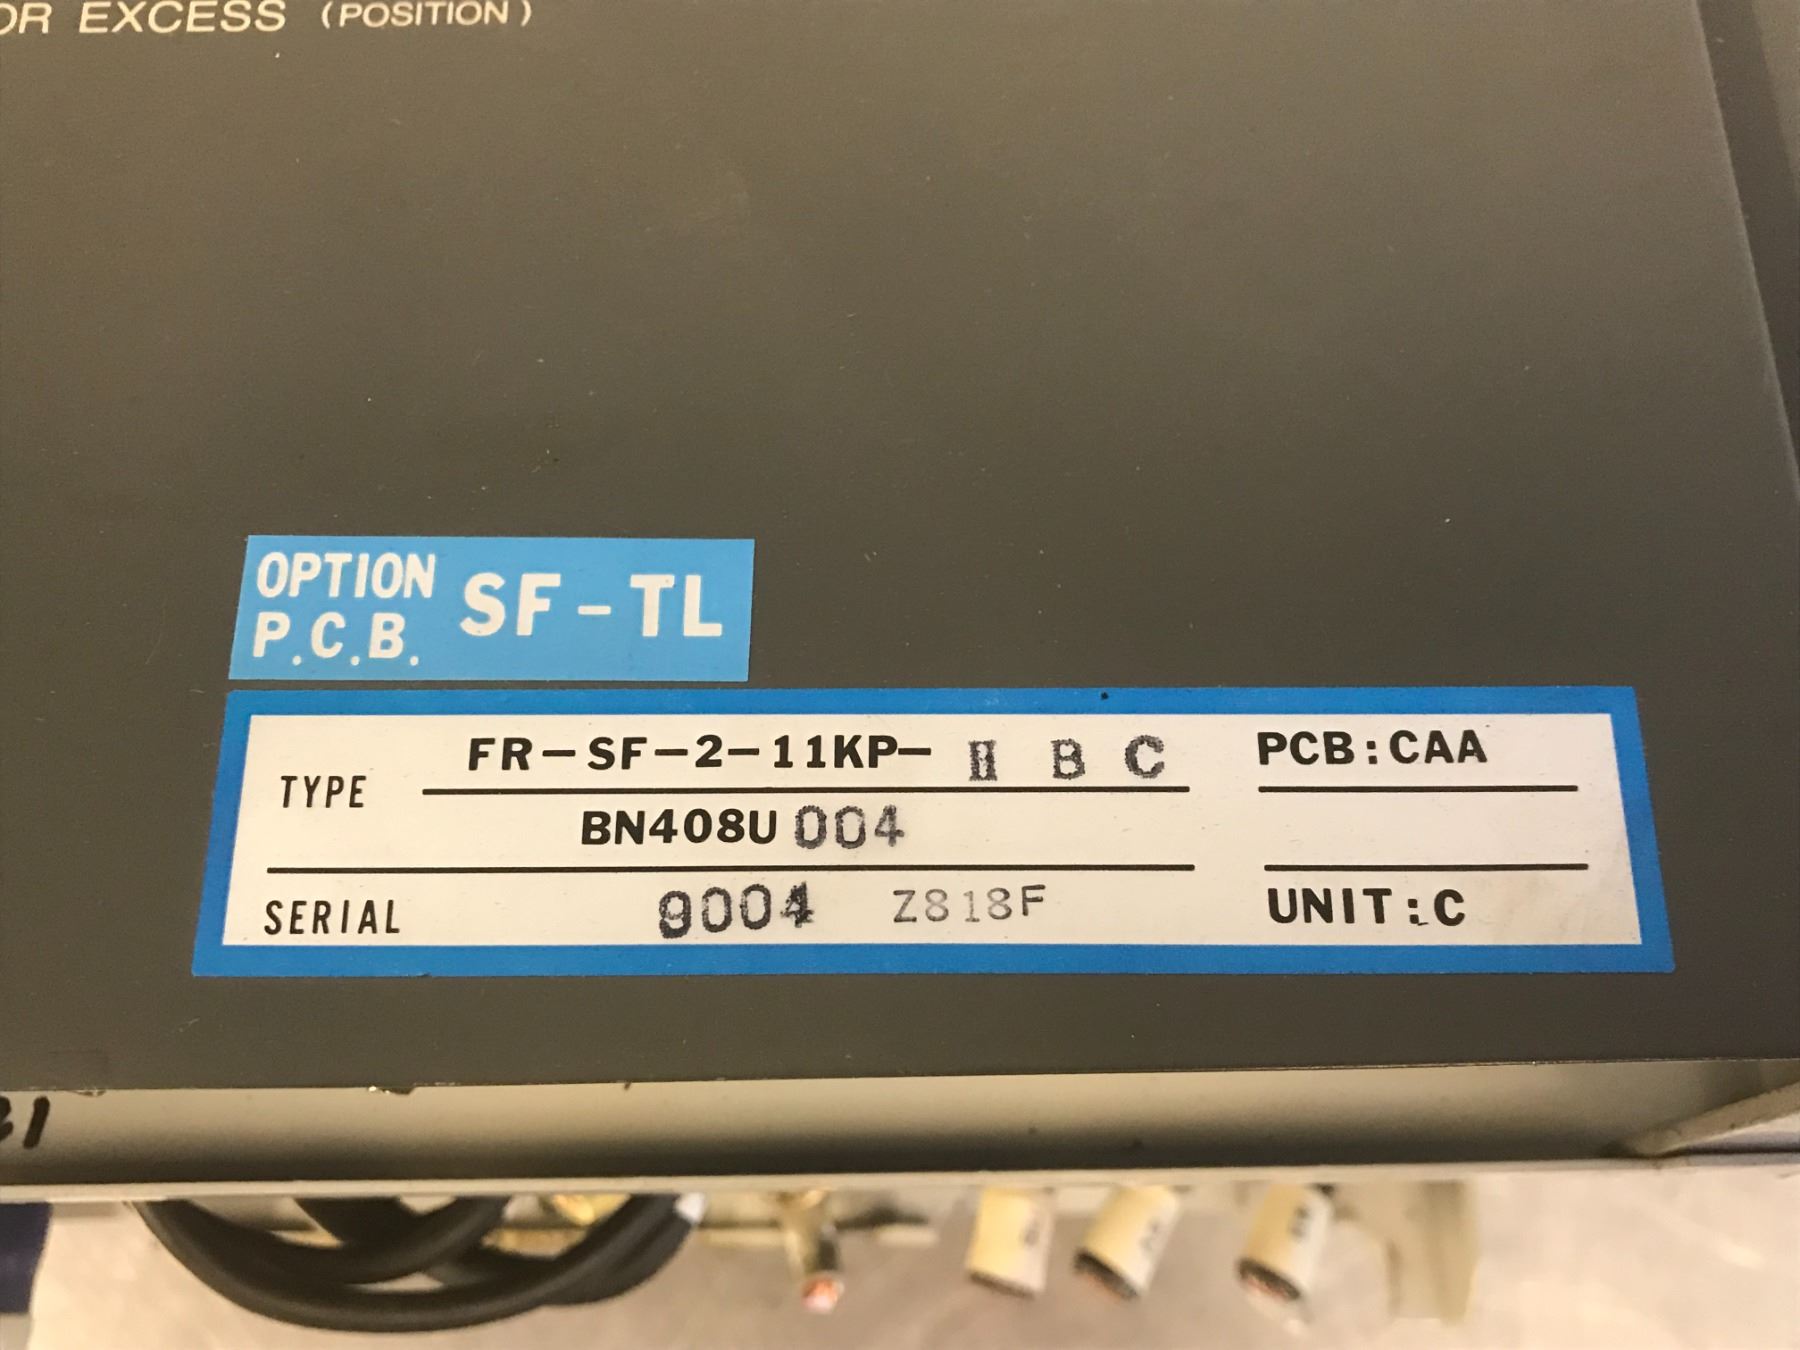 OR EXCESS (POSITION)
OPTION
P.C.B.
SF-TL
TYPE
FR-SF-2-11KP- H B C
BN408U 004
SERIAL
9004 Z818F
PCB:CAA
UNIT:C